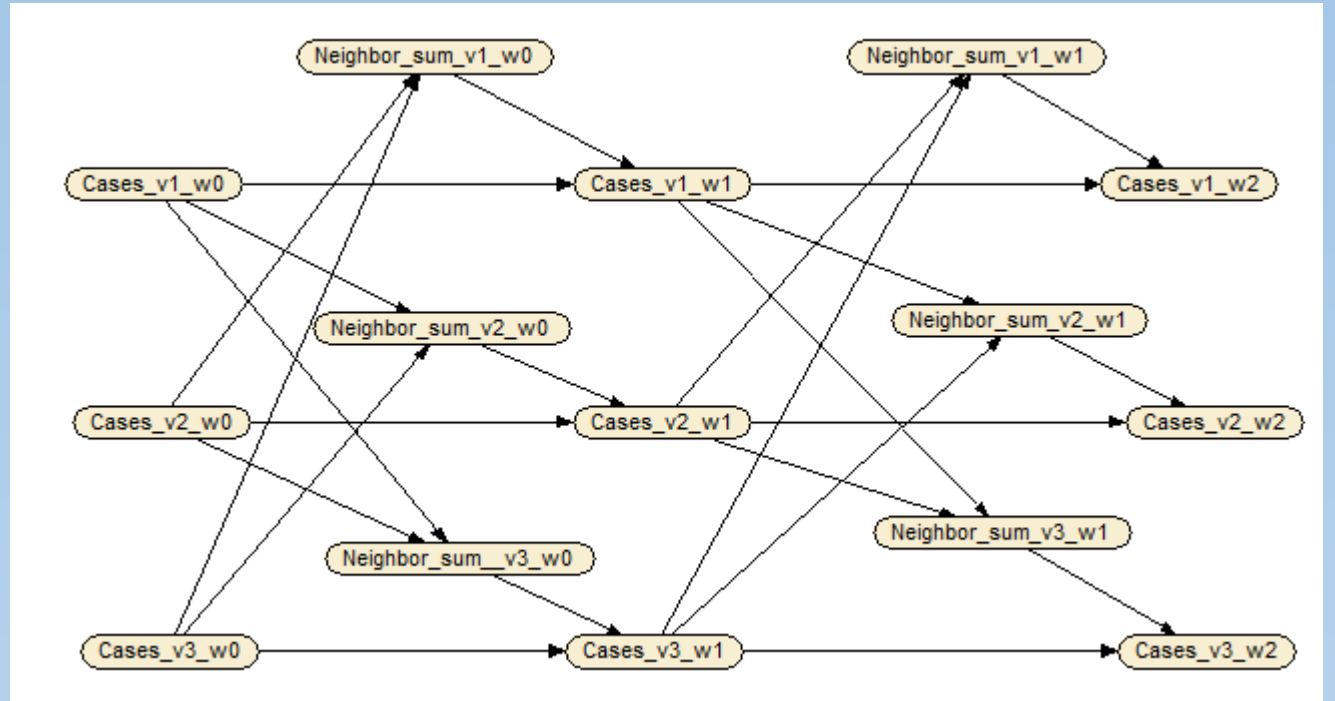 Neighbor_sum_v1_w0
Neighbor_sum_v1_w1
Cases_v1_w0
Cases_v1_w1
Cases_v1_w2
Neighbor_sum_v2_w0
Neighbor_sum_v2_w1
Cases_v2_w0
Cases_v2_w1
Cases_v2_w2
Neighbor_sum__v3_w0
Neighbor_sum_v3_w1
Cases_v3_w0
Cases_v3_w1
Cases_v3_w2